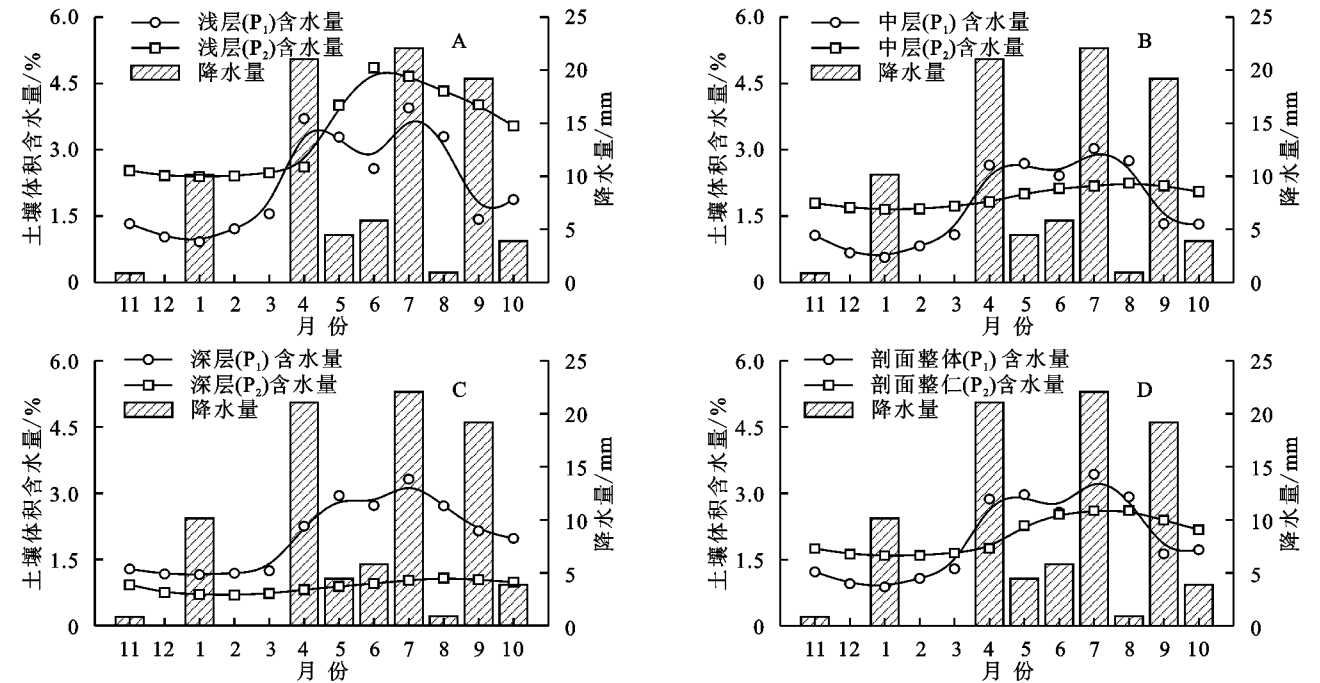 浅层(P₁)含水量
浅层(P₂)含水量
降水量
A
土壤体积含水量/%
6.0
4.5
3.0
1.5
0
25
20
15
10
5
0
降水量/mm
11 12 1 2 3 4 5 6 7 8 9 10
月 份
中层(P₁)含水量
中层(P₂)含水量
降水量
B
土壤体积含水量/%
6.0
4.5
3.0
1.5
0
25
20
15
10
5
0
降水量/mm
11 12 1 2 3 4 5 6 7 8 9 10
月 份
深层(P₁)含水量
深层(P₂)含水量
降水量
C
土壤体积含水量/%
6.0
4.5
3.0
1.5
0
25
20
15
10
5
0
降水量/mm
11 12 1 2 3 4 5 6 7 8 9 10
月 份
剖面整体(P₁)含水量
剖面整仁(P₂)含水量
降水量
D
土壤体积含水量/%
6.0
4.5
3.0
1.5
0
25
20
15
10
5
0
降水量/mm
11 12 1 2 3 4 5 6 7 8 9 10
月 份